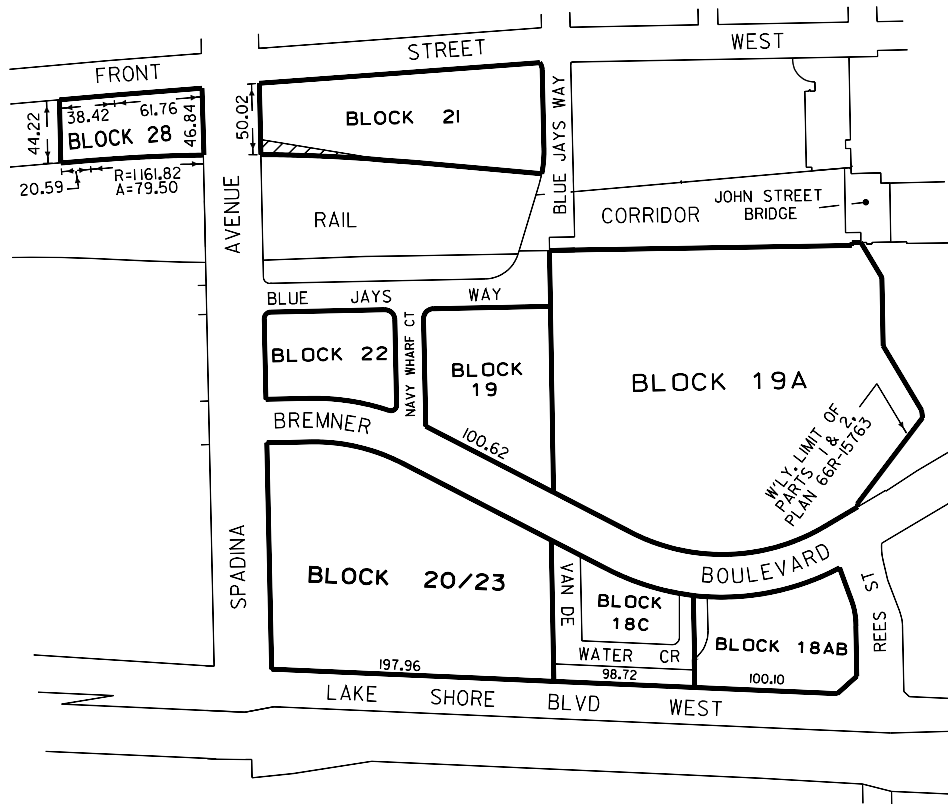 FRONT STREET WEST
44.22
38.42
61.76
46.84
BLOCK 28
20.59
R=1161.82
A=79.50
50.02
BLOCK 21
BLUE JAYS WAY
SPADINA AVENUE
RAIL CORRIDOR
JOHN STREET
BRIDGE
BLUE JAYS WAY
BLOCK 22
NAVY WHARF CT
BLOCK
19
100.62
BLOCK 19A
W'LY. LIMIT OF
PARTS 1 & 2,
PLAN 66R-15763
BREMNER BOULEVARD
BLOCK 20/23
197.96
VAN DE WATER CR
BLOCK
18C
98.72
BLOCK 18AB
100.10
REES ST
LAKE SHORE BLVD WEST